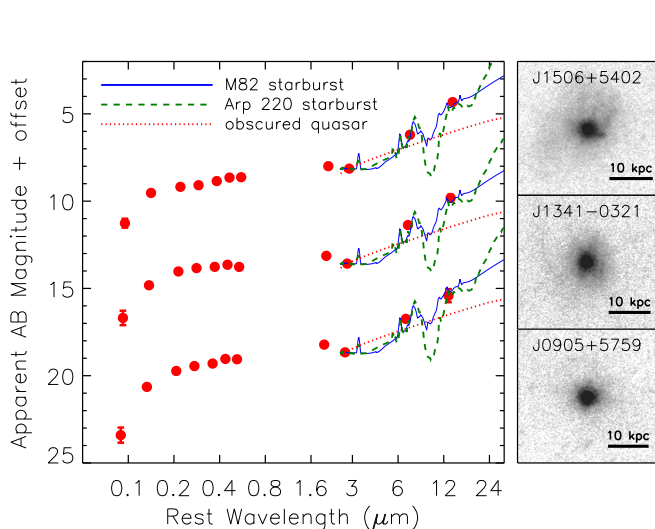 M82 starburst
Arp 220 starburst
obscured quasar
Apparent AB Magnitude + offset
5
10
15
20
25
0.1 0.2 0.4 0.8 1.6 3 6 12 24
Rest Wavelength (μm)
J1506+5402
10 kpc
J1341−0321
10 kpc
J0905+5759
10 kpc